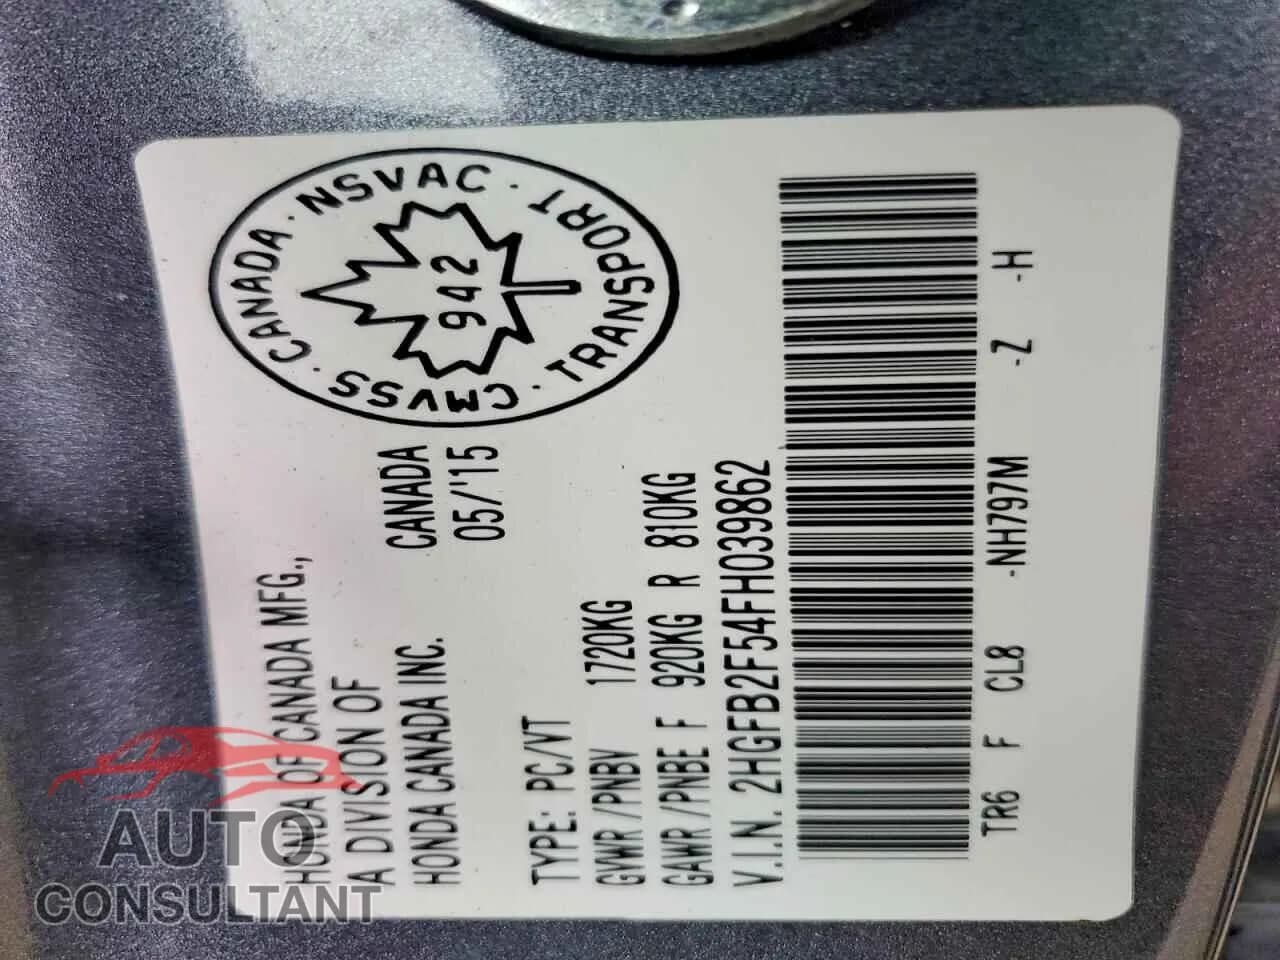 HONDA OF CANADA MFG.,
A DIVISION OF
HONDA CANADA INC. CANADA
05/'15
CANADA · NSVAC · TRANSPORT · CMVSS ·
942
TYPE: PC/VT
GVWR/PNBV 1720KG
GAWR/PNBE F 920KG R 810KG
V.I.N. 2HGFB2F54FH039862
TR6 F CL8 -NH797M -Z -H
AUTO
CONSULTANT